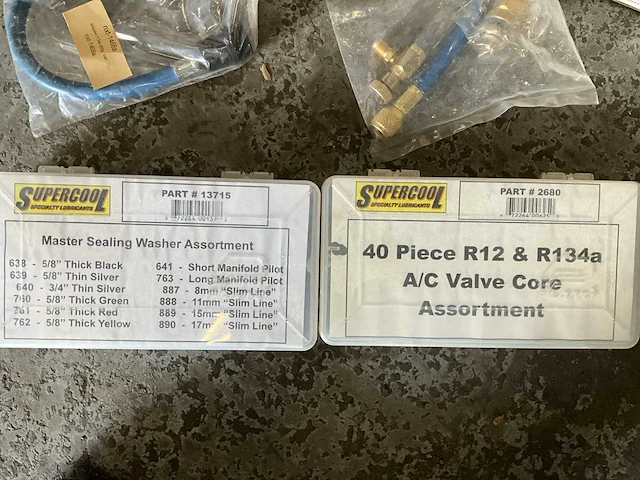 SUPERCOOL
SPECIALTY LUBRICANTS
PART # 13715
Master Sealing Washer Assortment
638 - 5/8" Thick Black
639 - 5/8" Thin Silver
640 - 3/4" Thin Silver
760 - 5/8" Thick Green
761 - 5/8" Thick Red
762 - 5/8" Thick Yellow
641 - Short Manifold Pilot
763 - Long Manifold Pilot
887 - 8mm "Slim Line"
888 - 11mm "Slim Line"
889 - 15mm "Slim Line"
890 - 17mm "Slim Line"
SUPERCOOL
SPECIALTY LUBRICANTS
PART # 2680
40 Piece R12 & R134a
A/C Valve Core
Assortment